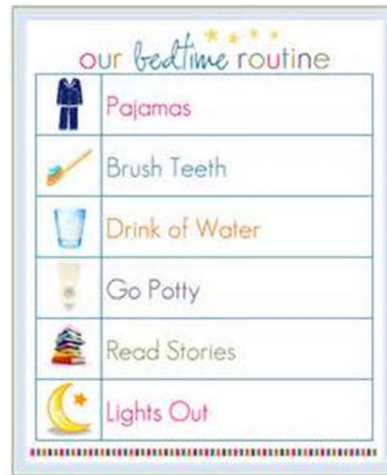 our bedtime routine
Pajamas
Brush Teeth
Drink of Water
Go Potty
Read Stories
Lights Out